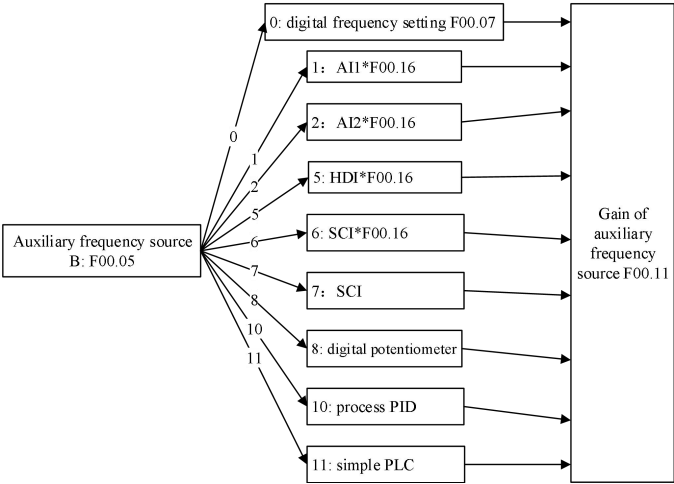 0: digital frequency setting F00.07
1：AI1*F00.16
0
2：AI2*F00.16
1
2
5: HDI*F00.16
5
Auxiliary frequency source
B: F00.05
6
6: SCI*F00.16
Gain of
auxiliary
frequency
source F00.11
7
7：SCI
8
8: digital potentiometer
10
11
10: process PID
11: simple PLC